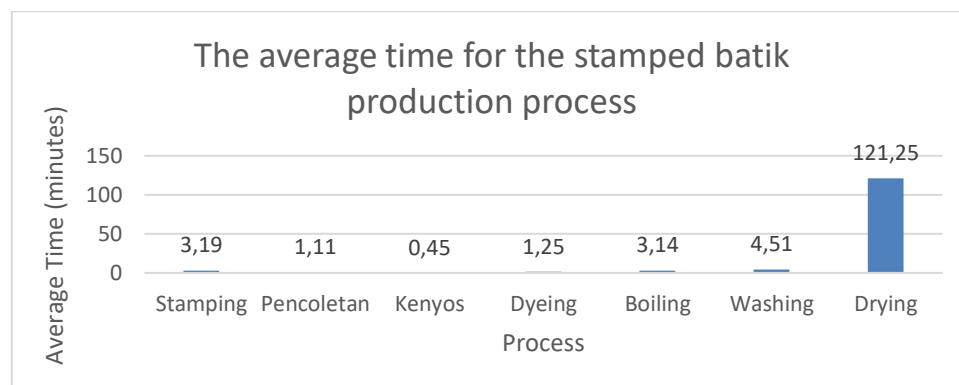 The average time for the stamped batik
production process
Average Time (minutes)
150
100
50
0
3,19
1,11
0,45
1,25
3,14
4,51
121,25
Stamping Pencoletan Kenyos Dyeing Boiling Washing Drying
Process